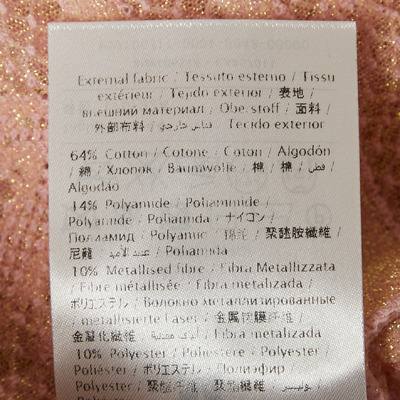 External fabric / Tessuto esterno / Tissu
extérieur / Tejido exterior / 表地 /
внешний материал / Oberstoff / 面料 /
外部布料 / قماش خارجي / Tecido exterior
64% Cotton / Cotone / Coton / Algodón
/ 綿 / Хлопок / Baumwolle / 棉 / 棉 / قطن /
Algodão
14% Polyamide / Poliammide /
Polyamide / Poliamida / ナイロン /
Полиамид / Polyamid / 锦纶 / 聚醯胺纖維 /
尼龍 / Poliamida
10% Metallised fibre / Fibra Metallizzata
/ Fibre métallisée / Fibra metalizada /
ポリエステル / Волокно металлизированные
/ metallisierte Faser / 金属镀膜纤维 /
金屬化纖維 / Fibra metalizada
10% Polyester / Poliestere / Polyester /
Poliéster / ポリエステル / Полиэфир /
Polyester / 聚酯纤维 / 聚酯纖維 / بوليستر /